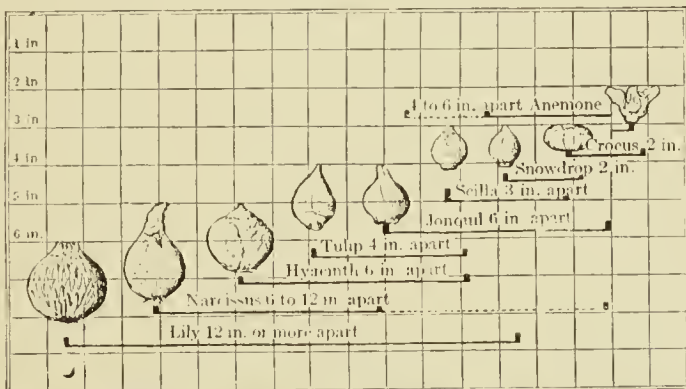 1 in
2 in
4 to 6 in. apart Anemone
3 in
Crocus 2 in.
4 in
Snowdrop 2 in.
Scilla 3 in. apart
5 in
Jonquil 6 in. apart
6 in.
Tulip 4 in. apart
Hyacinth 6 in. apart
Narcissus 6 to 12 in. apart
Lily 12 in. or more apart